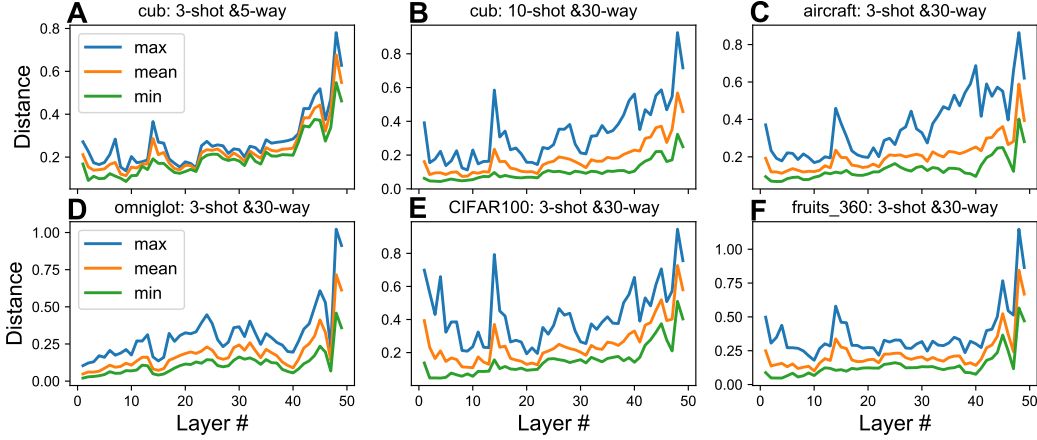 A
cub: 3-shot &5-way
B
cub: 10-shot &30-way
C
aircraft: 3-shot &30-way
Distance
0.8
0.6
0.4
0.2
max
mean
min
0.8
0.6
0.4
0.2
0.0
0.8
0.6
0.4
0.2
D
omniglot: 3-shot &30-way
E
CIFAR100: 3-shot &30-way
F
fruits_360: 3-shot &30-way
Distance
1.00
0.75
0.50
0.25
0.00
max
mean
min
0.8
0.6
0.4
0.2
1.00
0.75
0.50
0.25
0.00
0 10 20 30 40 50
0 10 20 30 40 50
0 10 20 30 40 50
Layer #
Layer #
Layer #